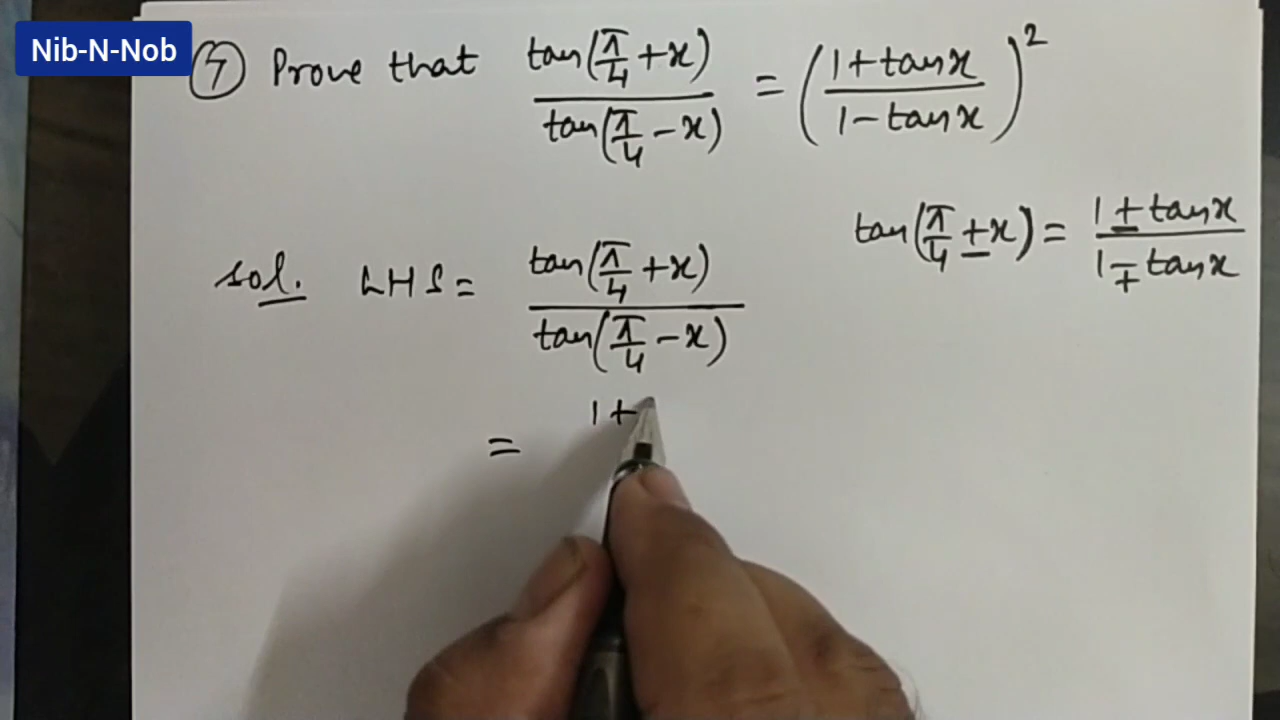 Nib-N-Nob
④ Prove that tan(π/4 + x) / tan(π/4 - x) = ((1 + tan x) / (1 - tan x))²
tan(π/4 ± x) = (1 ± tan x) / (1 ∓ tan x)
sol. LHS = tan(π/4 + x) / tan(π/4 - x)
= 1 +